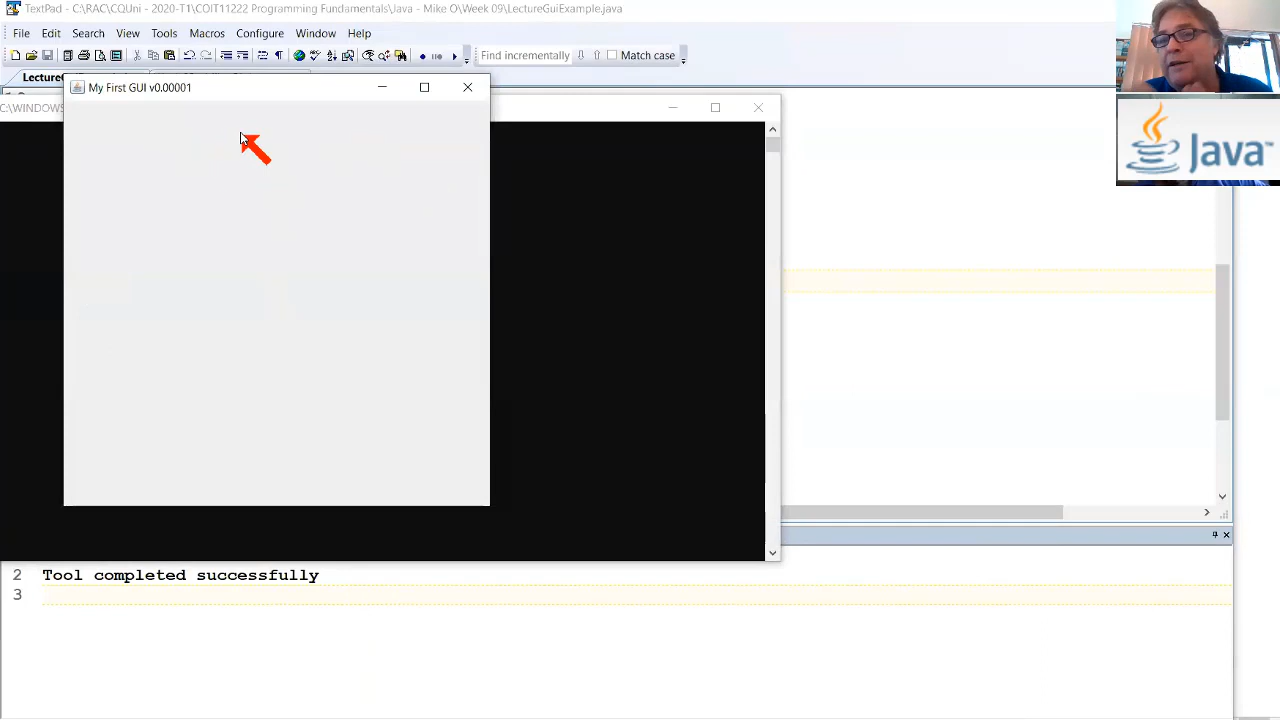 TextPad - C:\RAC\CQUni - 2020-T1\COIT11222 Programming Fundamentals\Java - Mike O\Week 09\LectureGuiExample.java
File Edit Search View Tools Macros Configure Window Help
Find incrementally Match case
Lecture
My First GUI v0.00001
C:\WINDOWS
Java™
2 Tool completed successfully
3